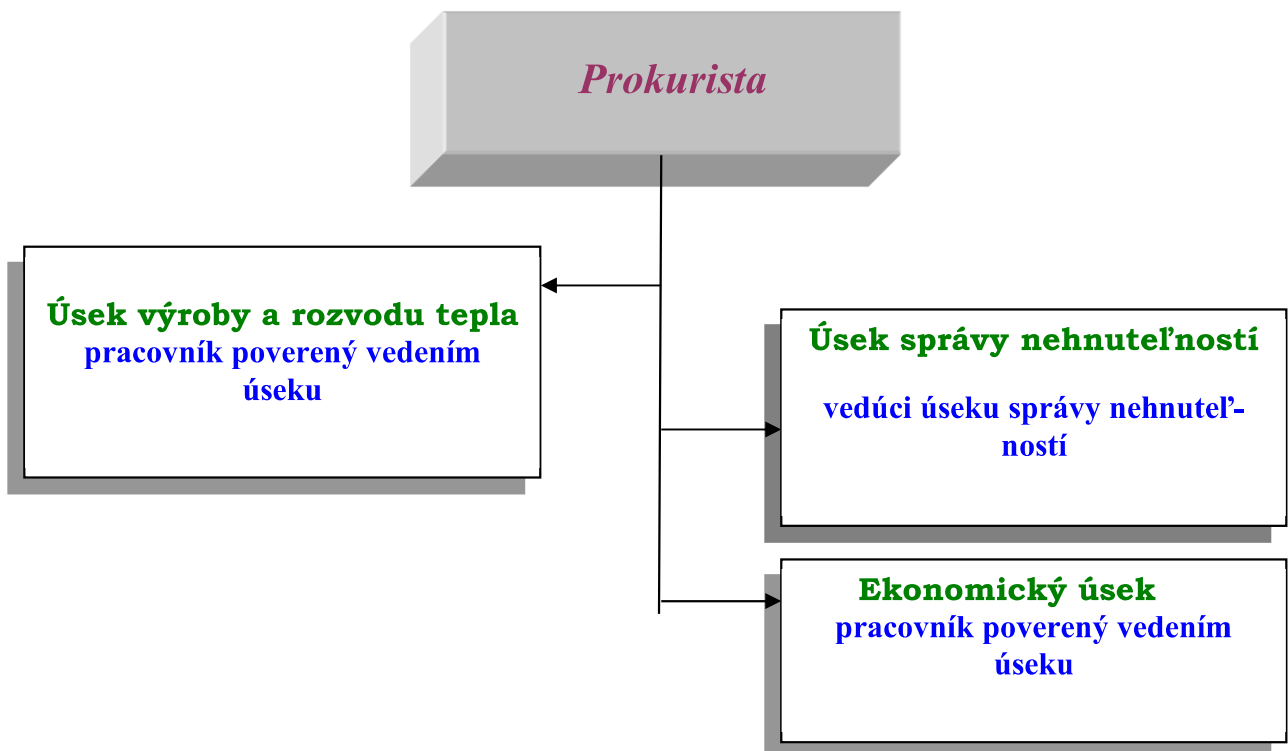 Prokurista
Úsek výroby a rozvodu tepla
pracovník poverený vedením
úseku
Úsek správy nehnuteľností
vedúci úseku správy nehnuteľ-
ností
Ekonomický úsek
pracovník poverený vedením
úseku